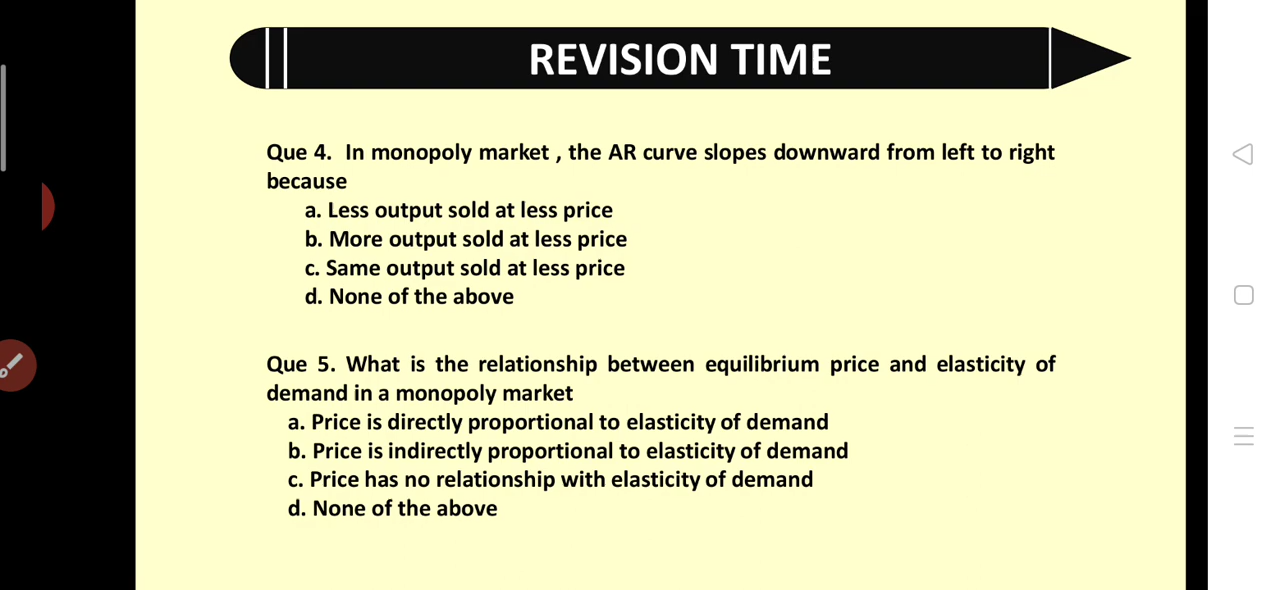 REVISION TIME
Que 4. In monopoly market , the AR curve slopes downward from left to right
because
a. Less output sold at less price
b. More output sold at less price
c. Same output sold at less price
d. None of the above
Que 5. What is the relationship between equilibrium price and elasticity of
demand in a monopoly market
a. Price is directly proportional to elasticity of demand
b. Price is indirectly proportional to elasticity of demand
c. Price has no relationship with elasticity of demand
d. None of the above